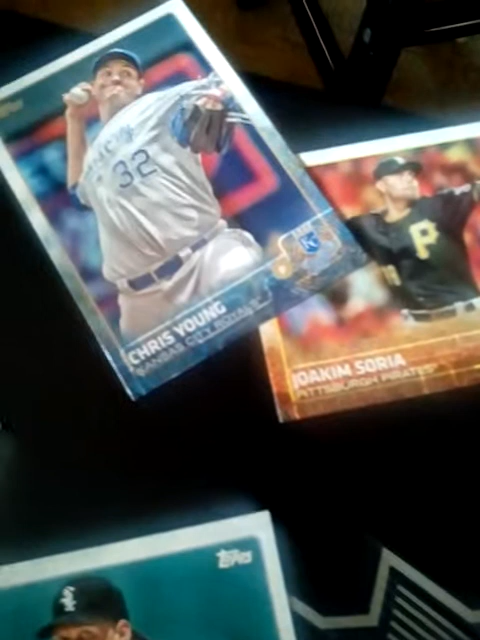 32
CHRIS YOUNG
KANSAS CITY ROYALS
P
JOAKIM SORIA
PITTSBURGH PIRATES
Topps